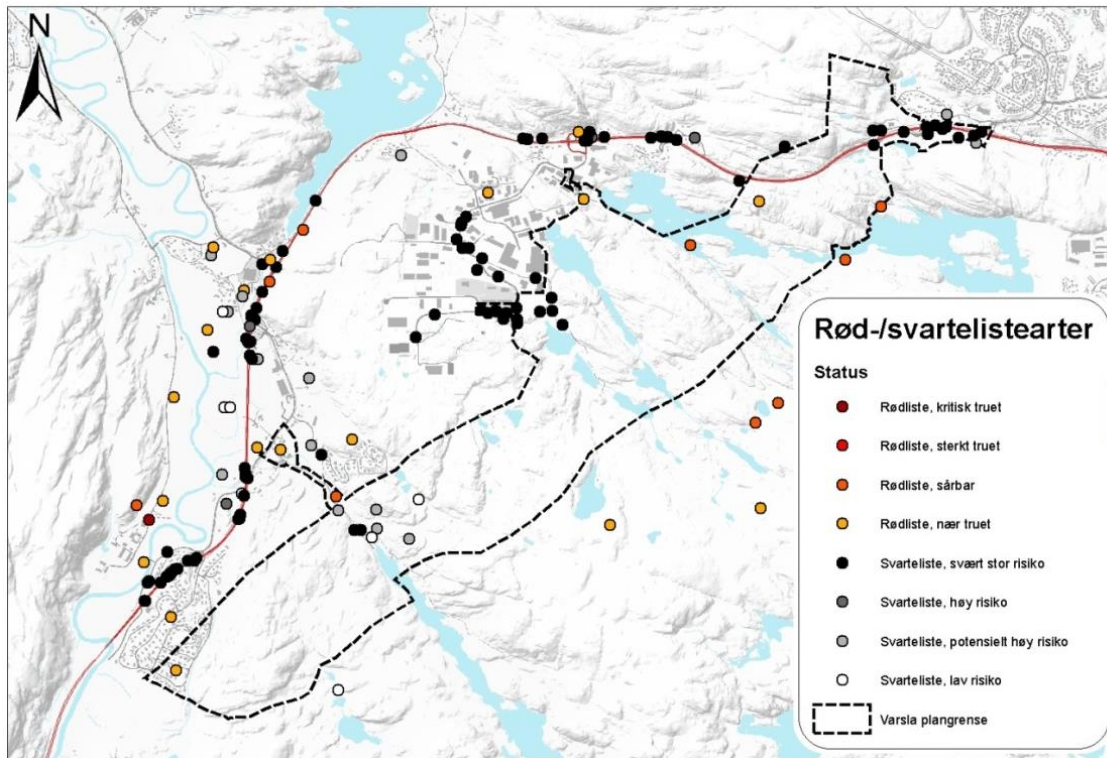 N
Rød-/svartelistearter
Status
Rødliste, kritisk truet
Rødliste, sterkt truet
Rødliste, sårbar
Rødliste, nær truet
Svarteliste, svært stor risiko
Svarteliste, høy risiko
Svarteliste, potensielt høy risiko
Svarteliste, lav risiko
Varsla plangrense